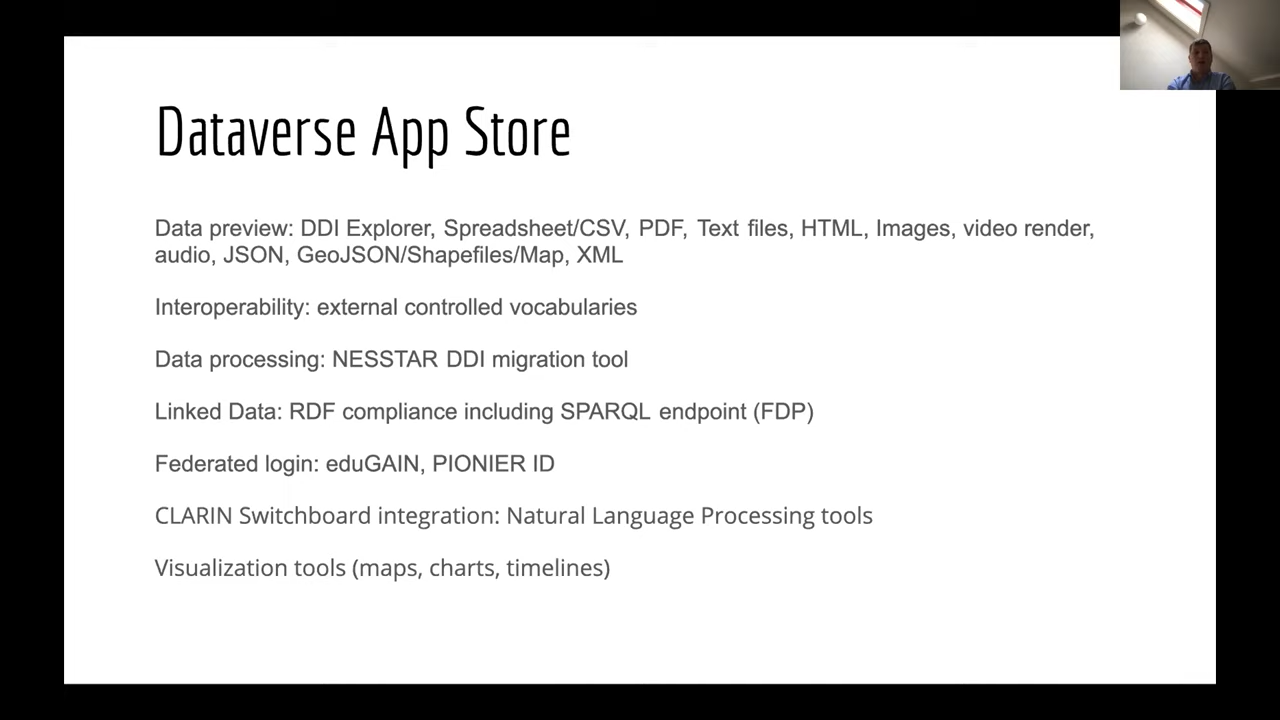 Dataverse App Store
Data preview: DDI Explorer, Spreadsheet/CSV, PDF, Text files, HTML, Images, video render,
audio, JSON, GeoJSON/Shapefiles/Map, XML
Interoperability: external controlled vocabularies
Data processing: NESSTAR DDI migration tool
Linked Data: RDF compliance including SPARQL endpoint (FDP)
Federated login: eduGAIN, PIONIER ID
CLARIN Switchboard integration: Natural Language Processing tools
Visualization tools (maps, charts, timelines)